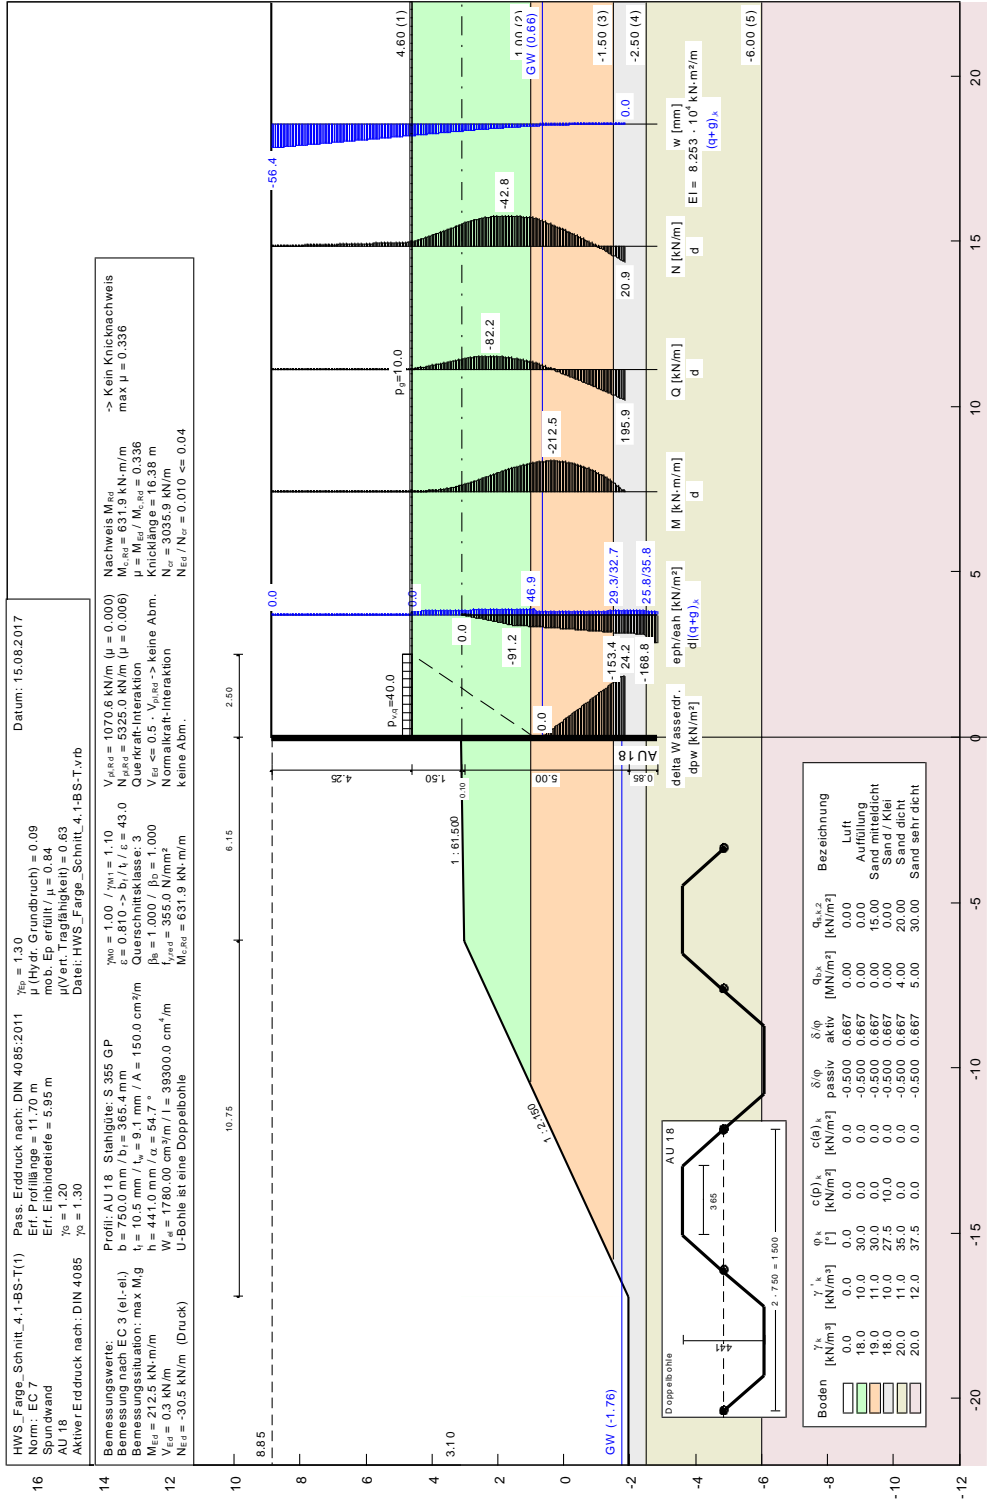 HWS_Farge_Schnitt_4.1-BS-T(1)
Norm: EC 7
Spundwand
AU 18
Aktiver Erddruck nach: DIN 4085
Pass. Erddruck nach: DIN 4085:2011
Erf. Profillänge = 11.70 m
Erf. Einbindetiefe = 5.95 m
γG = 1.20
γQ = 1.30
γEp = 1.30
μ (Hydr. Grundbruch) = 0.09
mob. Ep erfüllt / μ = 0.84
μ(Vert. Tragfähigkeit) = 0.63
Datei: HWS_Farge_Schnitt_4.1-BS-T.vrb
Datum: 15.08.2017
Bemessungswerte:
Bemessung nach EC 3 (el.-el.)
Bemessungssituation: max M,g
MEd = 212.5 kN·m/m
VEd = 0.3 kN/m
NEd = -30.5 kN/m (Druck)
Profil: AU 18 Stahlgüte: S 355 GP
b = 750.0 mm / bf = 365.4 mm
tf = 10.5 mm / tw = 9.1 mm / A = 150.0 cm²/m
h = 441.0 mm / α = 54.7 °
Wel = 1780.00 cm³/m / I = 39300.0 cm⁴/m
U-Bohle ist eine Doppelbohle
γM0 = 1.00 / γM1 = 1.10
ε = 0.810 -> bf / tf / ε = 43.0
Querschnittsklasse: 3
βB = 1.000 / βD = 1.000
fy,red = 355.0 N/mm²
Mc,Rd = 631.9 kN·m/m
Vpl,Rd = 1070.6 kN/m (μ = 0.000)
Npl,Rd = 5325.0 kN/m (μ = 0.006)
Querkraft-Interaktion
VEd <= 0.5 · Vpl,Rd -> keine Abm.
Normalkraft-Interaktion
keine Abm.
Nachweis MRd
Mc,Rd = 631.9 kN·m/m
μ = MEd / Mc,Rd = 0.336
Knicklänge = 16.38 m
Ncr = 3035.9 kN/m
NEd / Ncr = 0.010 <= 0.04
-> Kein Knicknachweis
max μ = 0.336
10.75
6.15
2.50
8.85
3.10
GW (-1.76)
1 : 2.150
1 : 61.500
0.10
4.25
1.50
5.00
0.85
AU 18
pv,q=40.0
pg=10.0
0.0
24.2
delta Wasserdr.
dpw [kN/m²]
0.0
-91.2
-153.4
-168.8
0.0
0.0
46.9
29.3/32.7
25.8/35.8
eph/eah [kN/m²]
d|(q+g),k
-212.5
M [kN·m/m]
d
-82.2
195.9
Q [kN/m]
d
-42.8
20.9
N [kN/m]
d
-56.4
0.0
w [mm]
EI = 8.253 · 10⁴ kN·m²/m
(q+g),k
4.60 (1)
1.00 (2)
GW (0.66)
-1.50 (3)
-2.50 (4)
-6.00 (5)
Doppelbohle
AU 18
365
441
2 · 750 = 1500
Boden γk [kN/m³] γ'k [kN/m³] φk [°] c(p)k [kN/m²] c(a)k [kN/m²] δ/φ passiv δ/φ aktiv qb,k [MN/m²] qs,k,2 [kN/m²] Bezeichnung
0.0 0.0 0.0 0.0 0.0 -0.500 0.667 0.00 0.00 Luft
18.0 10.0 30.0 0.0 0.0 -0.500 0.667 0.00 0.00 Auffüllung
19.0 11.0 30.0 0.0 0.0 -0.500 0.667 0.00 15.00 Sand mitteldicht
18.0 10.0 27.5 10.0 0.0 -0.500 0.667 0.00 0.00 Sand / Klei
20.0 11.0 35.0 0.0 0.0 -0.500 0.667 4.00 20.00 Sand dicht
20.0 12.0 37.5 0.0 0.0 -0.500 0.667 5.00 30.00 Sand sehr dicht
16
14
12
10
8
6
4
2
0
-2
-4
-6
-8
-10
-12
-20
-15
-10
-5
0
5
10
15
20